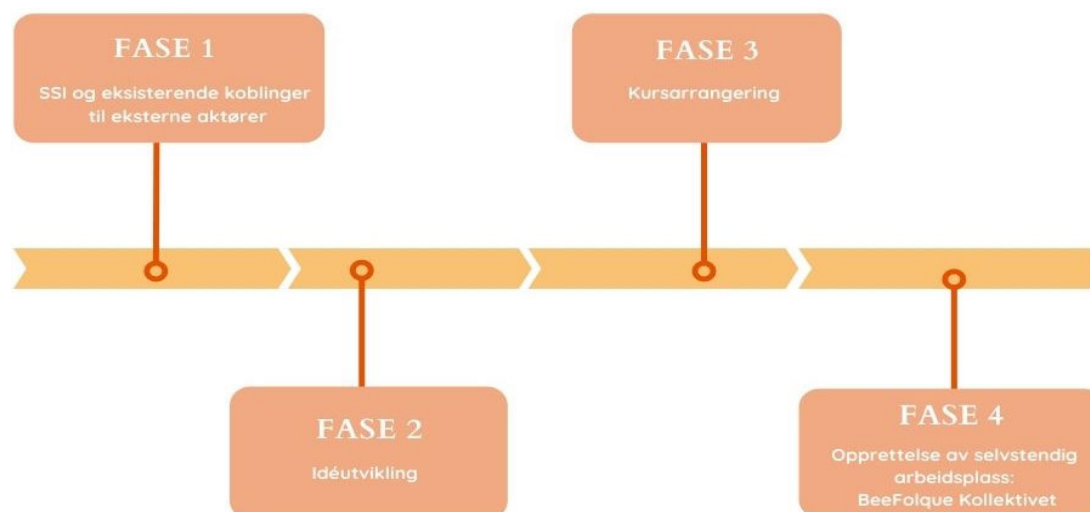 FASE 1
SSI og eksisterende koblinger
til eksterne aktører
FASE 2
Idéutvikling
FASE 3
Kursarrangering
FASE 4
Opprettelse av selvstendig
arbeidsplass:
BeeFolque Kollektivet